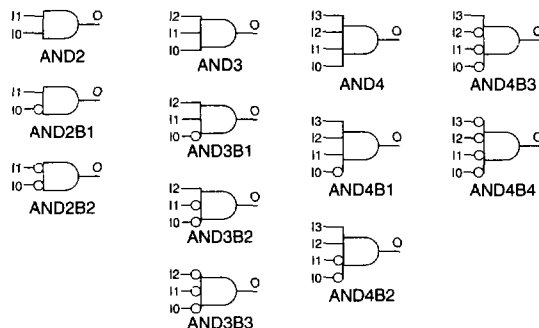 I1
I0
O
AND2
I1
I0
O
AND2B1
I1
I0
O
AND2B2
I2
I1
I0
O
AND3
I2
I1
I0
O
AND3B1
I2
I1
I0
O
AND3B2
I2
I1
I0
O
AND3B3
I3
I2
I1
I0
O
AND4
I3
I2
I1
I0
O
AND4B1
I3
I2
I1
I0
O
AND4B2
I3
I2
I1
I0
O
AND4B3
I3
I2
I1
I0
O
AND4B4